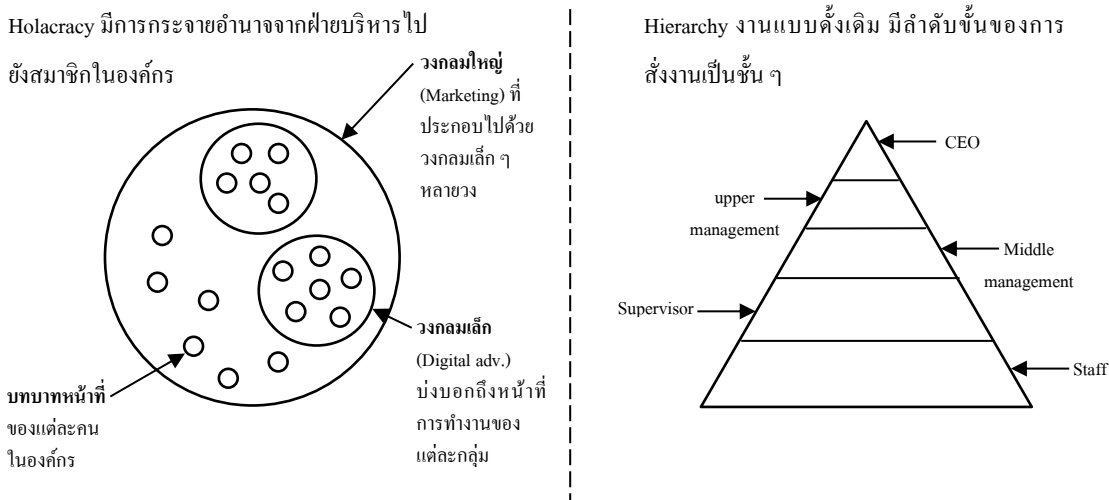 Holacracy มีการกระจายอำนาจจากฝ่ายบริหารไป
ยังสมาชิกในองค์กร
วงกลมใหญ่
(Marketing) ที่
ประกอบไปด้วย
วงกลมเล็ก ๆ
หลายวง
วงกลมเล็ก
(Digital adv.)
บ่งบอกถึงหน้าที่
การทำงานของ
แต่ละกลุ่ม
บทบาทหน้าที่
ของแต่ละคน
ในองค์กร
Hierarchy งานแบบดั้งเดิม มีลำดับขั้นของการ
สั่งงานเป็นชั้น ๆ
CEO
upper
management
Middle
management
Supervisor
Staff